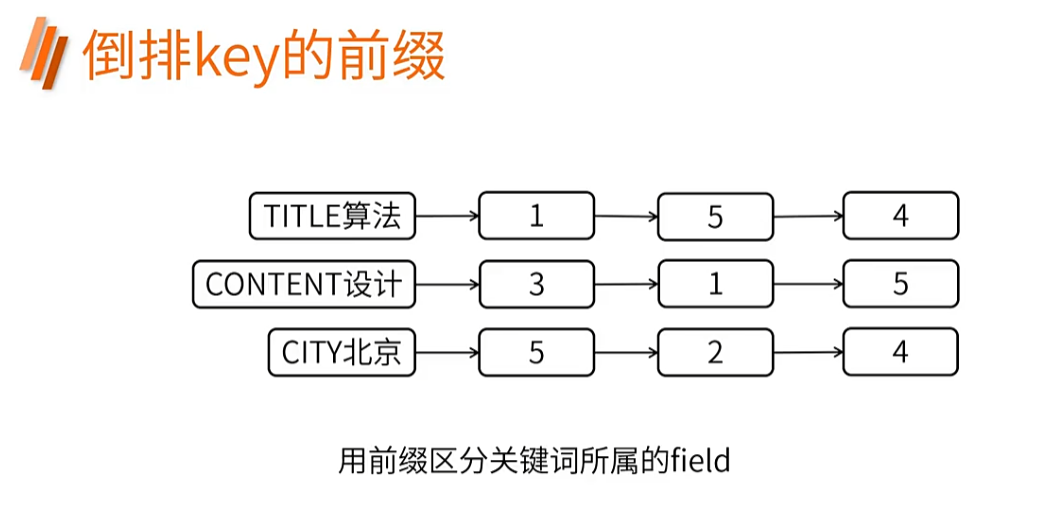 倒排key的前缀
TITLE算法 1 5 4
CONTENT设计 3 1 5
CITY北京 5 2 4
用前缀区分关键词所属的field